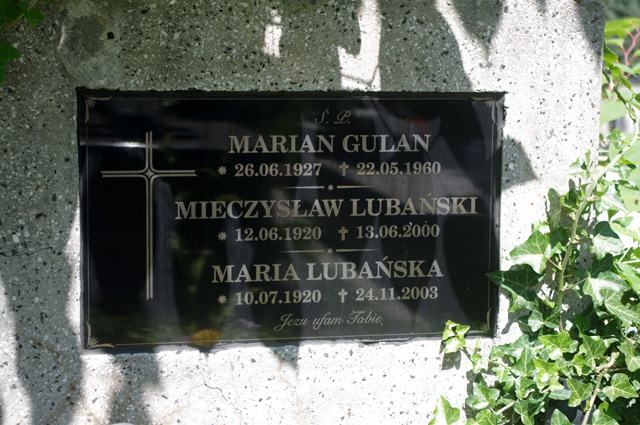 Ś. P.
MARIAN GULAN
* 26.06.1927 † 22.05.1960
MIECZYSŁAW LUBAŃSKI
* 12.06.1920 † 13.06.2000
MARIA LUBAŃSKA
* 10.07.1920 † 24.11.2003
Jezu ufam Tobie